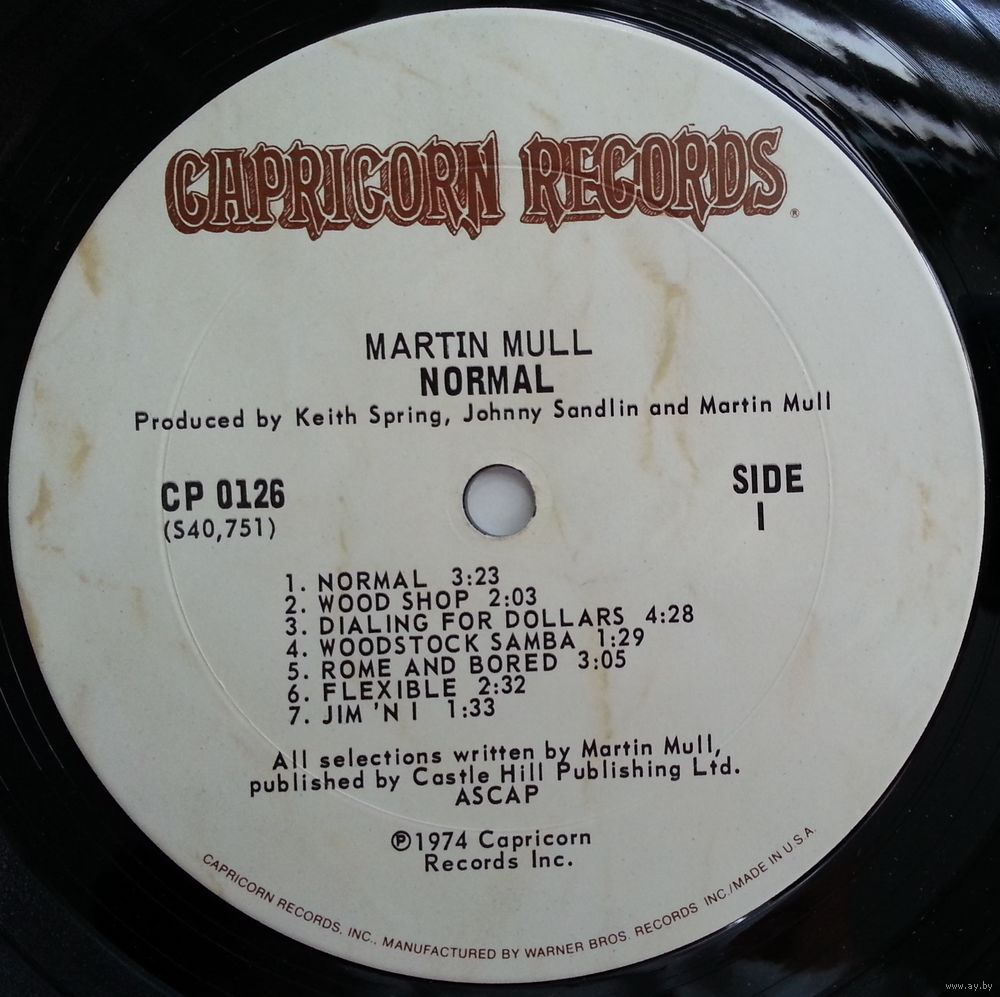 CAPRICORN RECORDS®
MARTIN MULL
NORMAL
Produced by Keith Spring, Johnny Sandlin and Martin Mull
CP 0126
(S40,751)
SIDE
I
1. NORMAL 3:23
2. WOOD SHOP 2:03
3. DIALING FOR DOLLARS 4:28
4. WOODSTOCK SAMBA 1:29
5. ROME AND BORED 3:05
6. FLEXIBLE 2:32
7. JIM 'N I 1:33
All selections written by Martin Mull,
published by Castle Hill Publishing Ltd.
ASCAP
℗1974 Capricorn
Records Inc.
CAPRICORN RECORDS, INC., MANUFACTURED BY WARNER BROS. RECORDS INC./MADE IN U.S.A.
www.ay.by